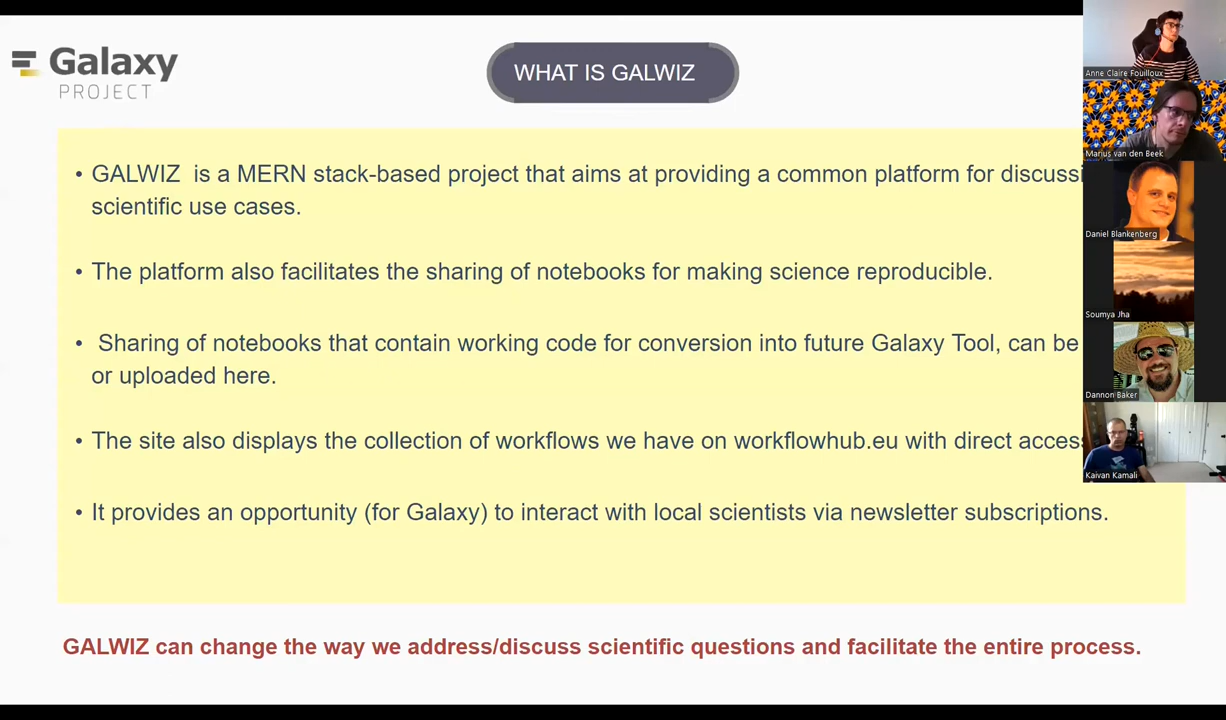 Galaxy
PROJECT
WHAT IS GALWIZ
• GALWIZ is a MERN stack-based project that aims at providing a common platform for
scientific use cases.
• The platform also facilitates the sharing of notebooks for making science reproducible.
• Sharing of notebooks that contain working code for conversion into future Galaxy Tool, can be
or uploaded here.
• The site also displays the collection of workflows we have on workflowhub.eu with direct
• It provides an opportunity (for Galaxy) to interact with local scientists via newsletter subscriptions.
GALWIZ can change the way we address/discuss scientific questions and facilitate the entire process.
Anne Claire Fouilloux
Marius van den Beek
Daniel Blankenberg
Soumya Jha
Dannon Baker
Kaivan Kamali